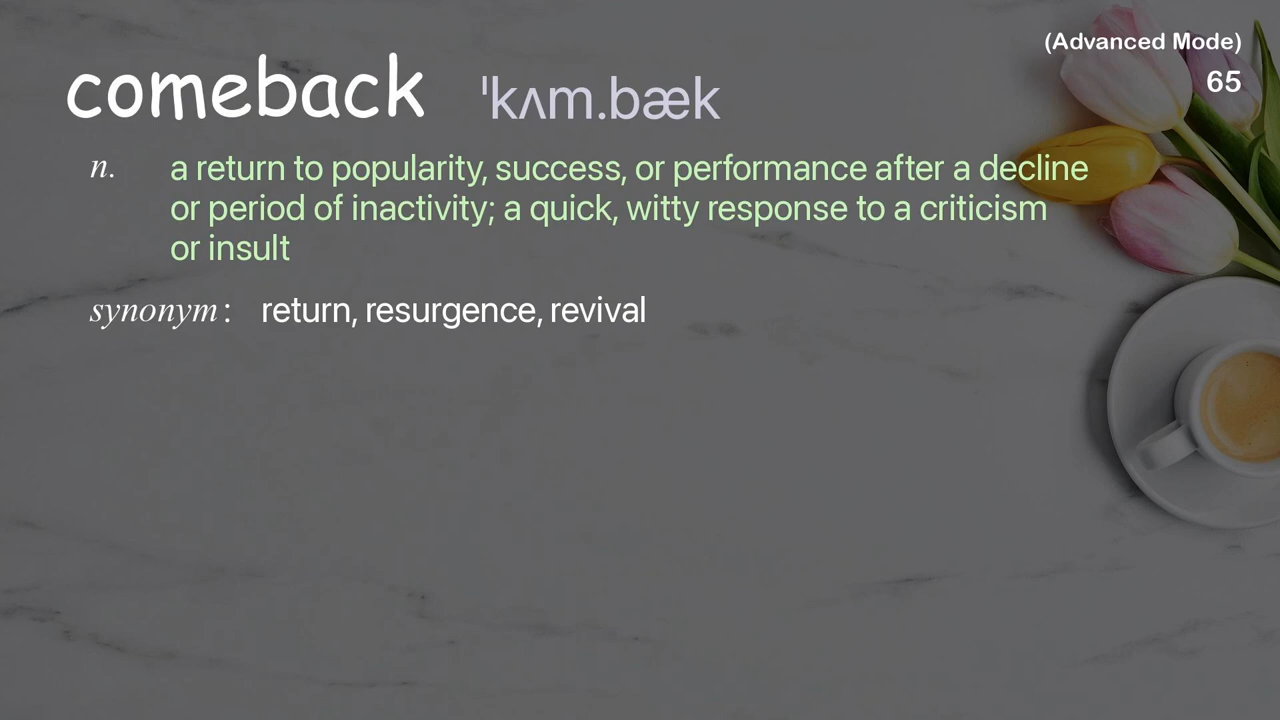 (Advanced Mode)
65
comeback ˈkʌm.bæk
n. a return to popularity, success, or performance after a decline
or period of inactivity; a quick, witty response to a criticism
or insult
synonym: return, resurgence, revival